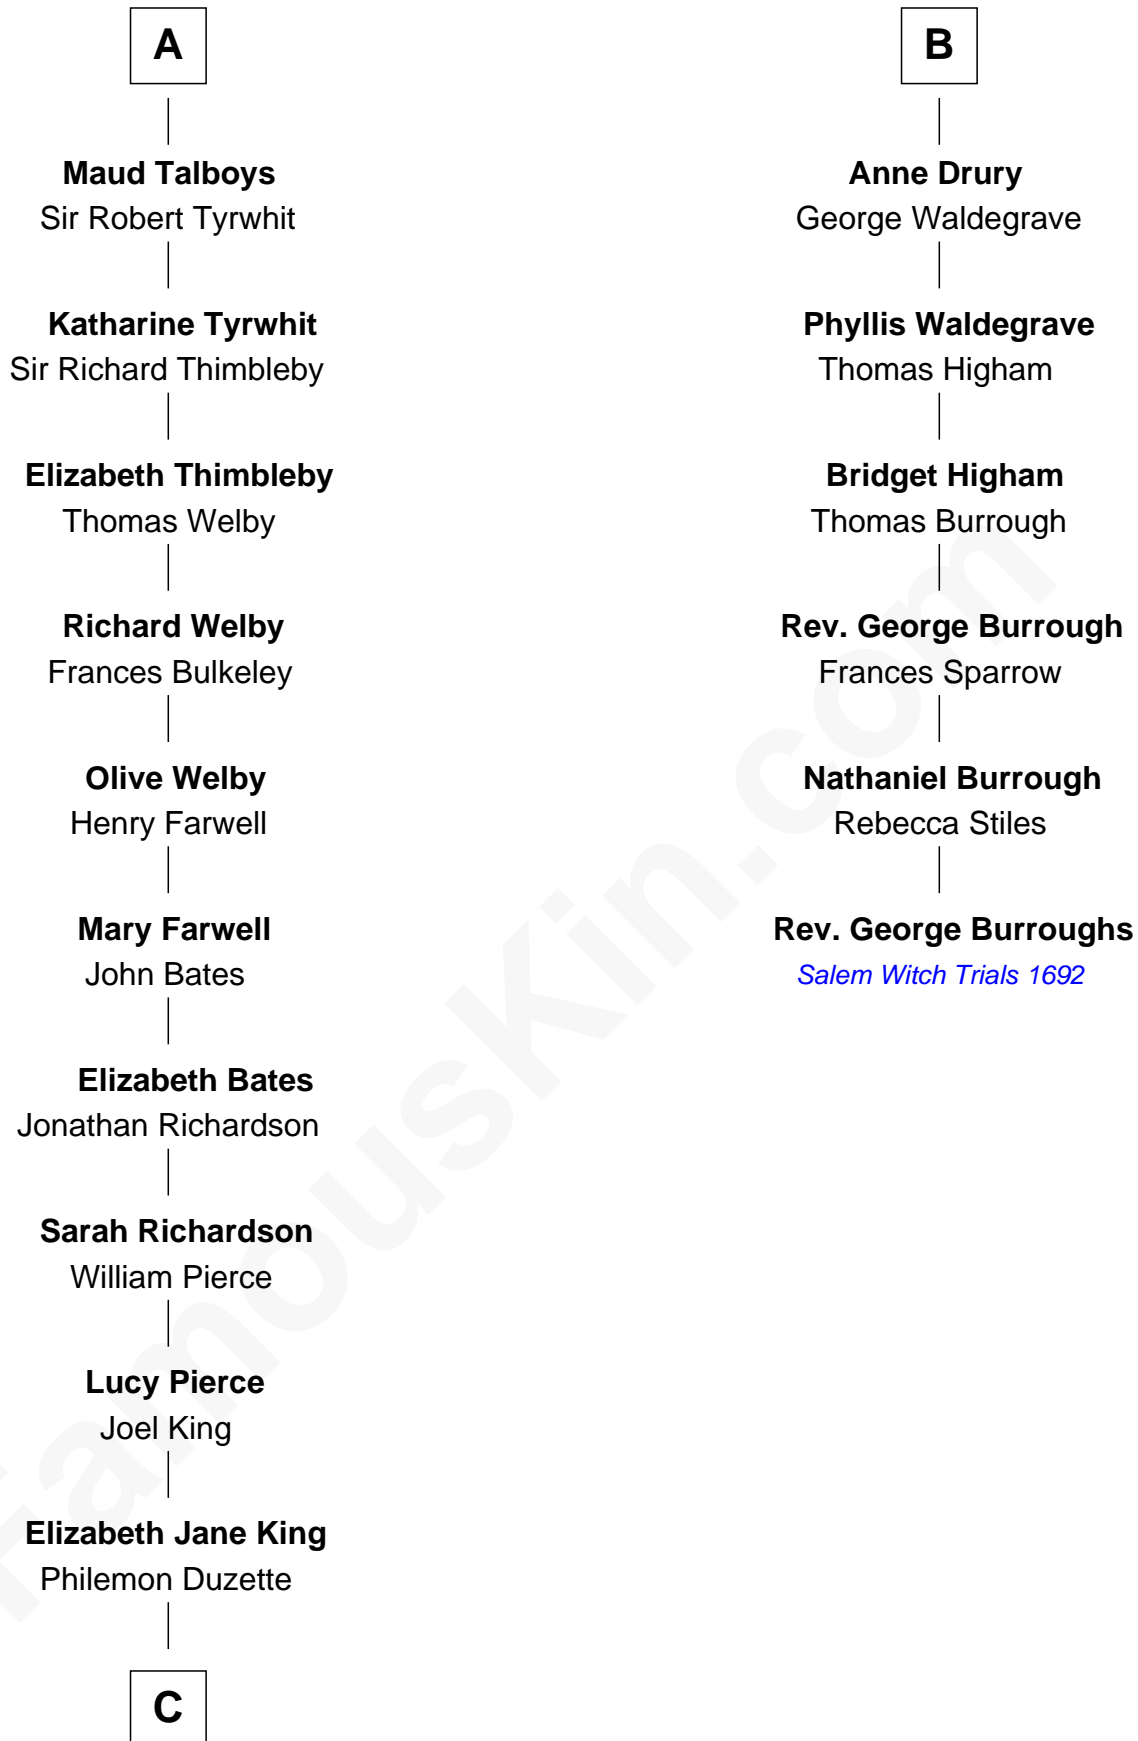 A
Maud Talboys
Sir Robert Tyrwhit
Katharine Tyrwhit
Sir Richard Thimbleby
Elizabeth Thimbleby
Thomas Welby
Richard Welby
Frances Bulkeley
Olive Welby
Henry Farwell
Mary Farwell
John Bates
Elizabeth Bates
Jonathan Richardson
Sarah Richardson
William Pierce
Lucy Pierce
Joel King
Elizabeth Jane King
Philemon Duzette
C
B
Anne Drury
George Waldegrave
Phyllis Waldegrave
Thomas Higham
Bridget Higham
Thomas Burrough
Rev. George Burrough
Frances Sparrow
Nathaniel Burrough
Rebecca Stiles
Rev. George Burroughs
Salem Witch Trials 1692
FamousKin.com